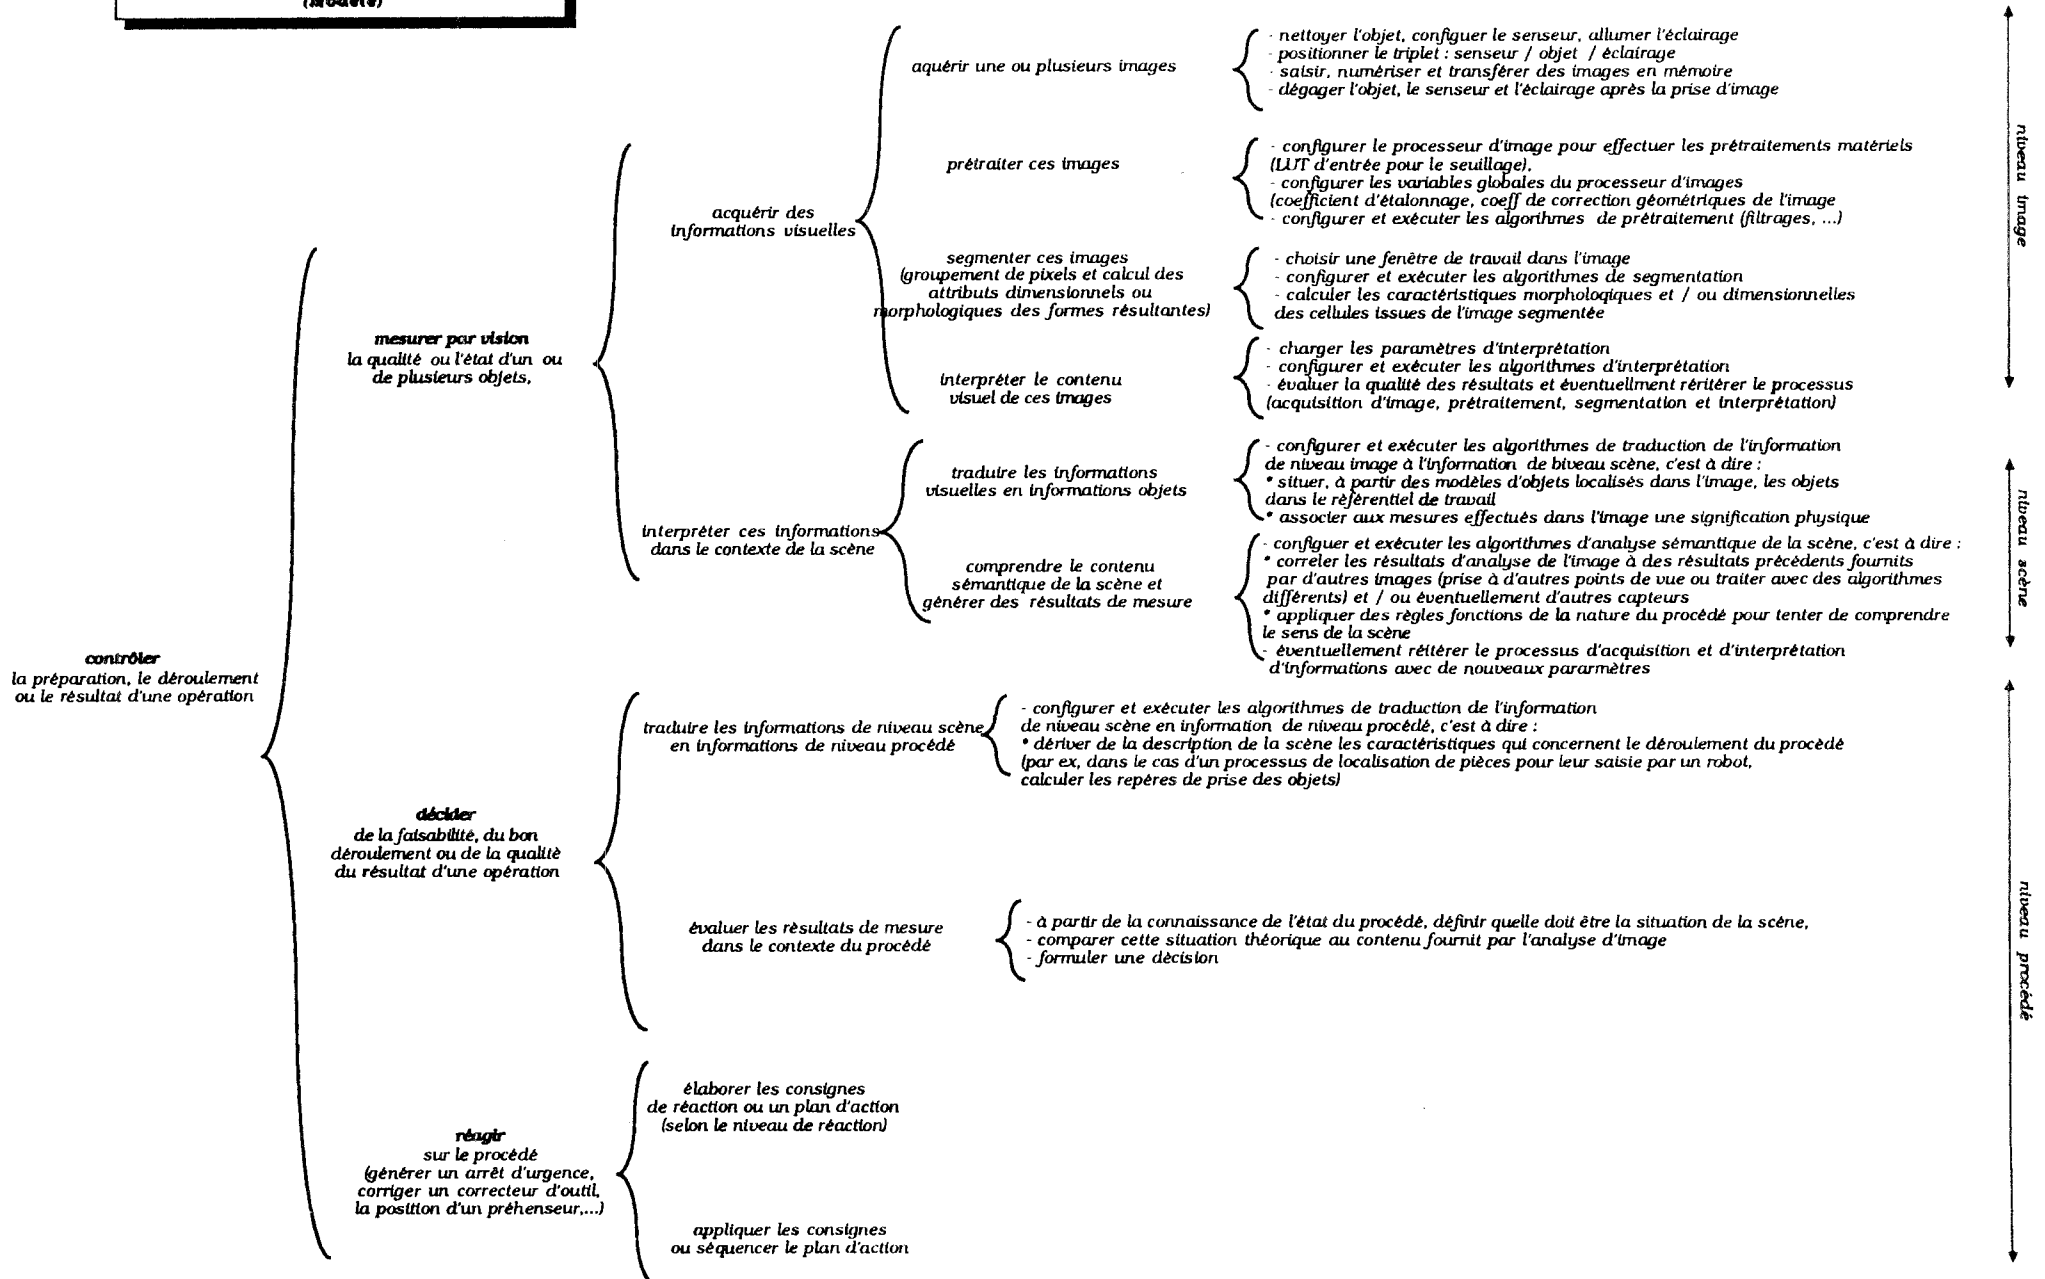 (Modèle)
contrôler
la préparation, le déroulement
ou le résultat d'une opération
mesurer par vision
la qualité ou l'état d'un ou
de plusieurs objets,
acquérir des
informations visuelles
aquérir une ou plusieurs images
- nettoyer l'objet, configuer le senseur, allumer l'éclairage
- positionner le triplet : senseur / objet / éclairage
- saisir, numériser et transférer des images en mémoire
- dégager l'objet, le senseur et l'éclairage après la prise d'image
prétraiter ces images
- configurer le processeur d'image pour effectuer les prétraitements matériels
(LUT d'entrée pour le seuillage),
- configurer les variables globales du processeur d'images
(coefficient d'étalonnage, coeff de correction géométriques de l'image
- configurer et exécuter les algorithmes de prétraitement (filtrages, ...)
segmenter ces images
(groupement de pixels et calcul des
attributs dimensionnels ou
morphologiques des formes résultantes)
- choisir une fenêtre de travail dans l'image
- configurer et exécuter les algorithmes de segmentation
- calculer les caractéristiques morphologiques et / ou dimensionnelles
des cellules issues de l'image segmentée
interpréter le contenu
visuel de ces images
- charger les paramètres d'interprétation
- configurer et exécuter les algorithmes d'interprétation
- évaluer la qualité des résultats et éventuellment réritérer le processus
(acquisition d'image, prétraitement, segmentation et interprétation)
interpréter ces informations
dans le contexte de la scène
traduire les informations
visuelles en informations objets
- configurer et exécuter les algorithmes de traduction de l'information
de niveau image à l'information de biveau scène, c'est à dire :
* situer, à partir des modèles d'objets localisés dans l'image, les objets
dans le référentiel de travail
* associer aux mesures effectués dans l'image une signification physique
comprendre le contenu
sémantique de la scène et
générer des résultats de mesure
- configuer et exécuter les algorithmes d'analyse sémantique de la scène, c'est à dire :
* correler les résultats d'analyse de l'image à des résultats précédents fournits
par d'autres images (prise à d'autres points de vue ou traiter avec des algorithmes
différents) et / ou éventuellement d'autres capteurs
* appliquer des règles fonctions de la nature du procédé pour tenter de comprendre
le sens de la scène
- éventuellement réitérer le processus d'acquisition et d'interprétation
d'informations avec de nouveaux pararmètres
décider
de la faisabilité, du bon
déroulement ou de la qualité
du résultat d'une opération
traduire les informations de niveau scène
en informations de niveau procédé
- configurer et exécuter les algorithmes de traduction de l'information
de niveau scène en information de niveau procédé, c'est à dire :
* dériver de la description de la scène les caractéristiques qui concernent le déroulement du procédé
(par ex, dans le cas d'un processus de localisation de pièces pour leur saisie par un robot,
calculer les repères de prise des objets)
évaluer les résultats de mesure
dans le contexte du procédé
- à partir de la connaissance de l'état du procédé, définir quelle doit être la situation de la scène,
- comparer cette situation théorique au contenu fournit par l'analyse d'image
- formuler une décision
réagir
sur le procédé
(générer un arrêt d'urgence,
corriger un correcteur d'outil,
la position d'un préhenseur,...)
élaborer les consignes
de réaction ou un plan d'action
(selon le niveau de réaction)
appliquer les consignes
ou séquencer le plan d'action
niveau image
niveau scène
niveau procédé